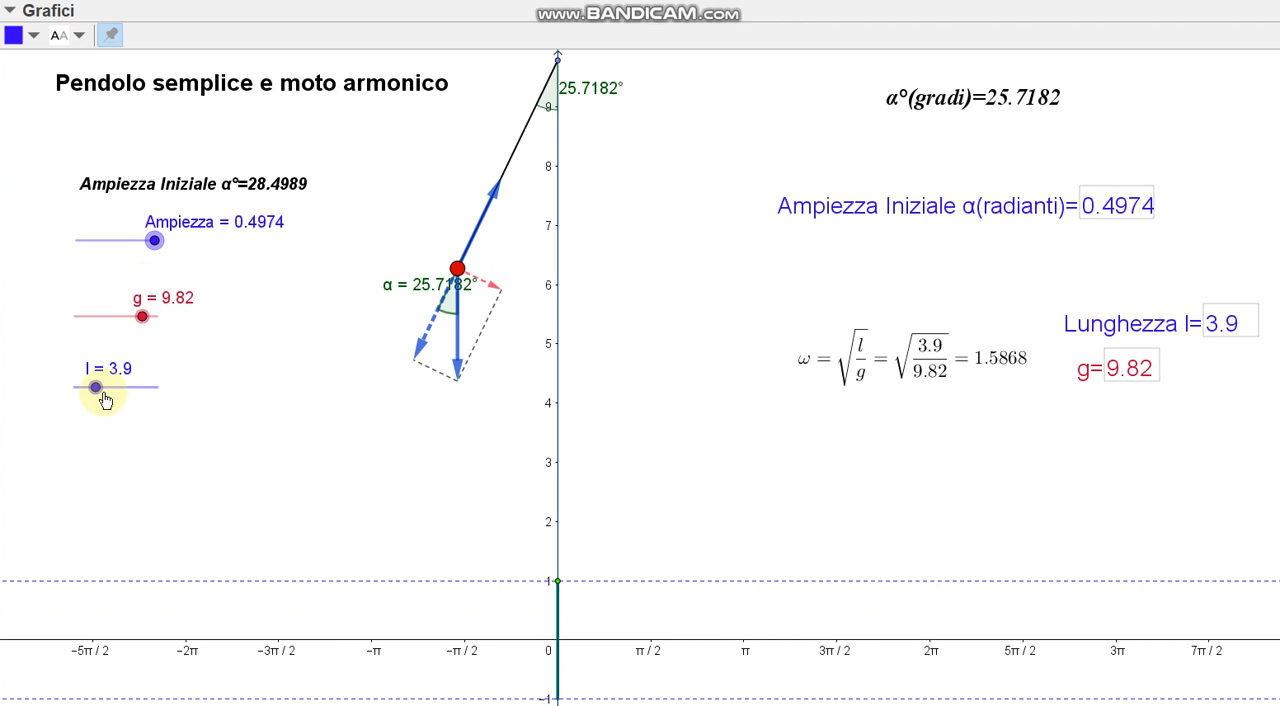 Grafici
www.BANDICAM.com
AA
Pendolo semplice e moto armonico
25.7182°
α°(gradi)=25.7182
Ampiezza Iniziale α°=28.4989
Ampiezza = 0.4974
Ampiezza Iniziale α(radianti)= 0.4974
g = 9.82
α = 25.7182°
Lunghezza l= 3.9
ω = √(l/g) = √(3.9/9.82) = 1.5868
g= 9.82
l = 3.9
9
8
7
6
5
4
3
2
1
−5π / 2 −2π −3π / 2 −π −π / 2 0 π / 2 π 3π / 2 2π 5π / 2 3π 7π / 2
−1